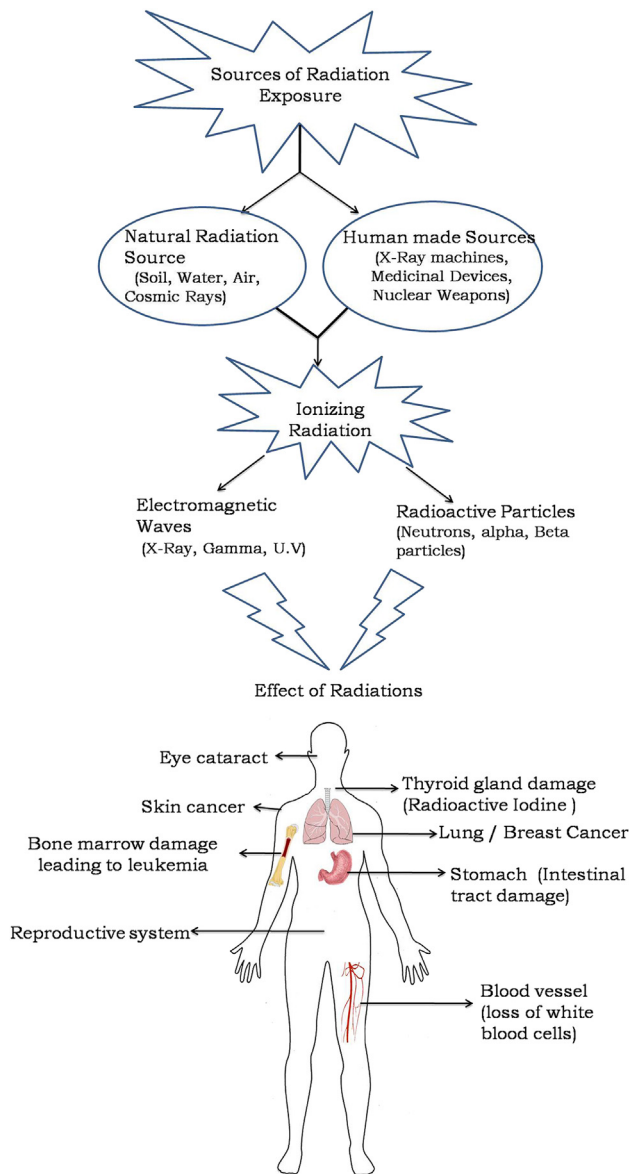 Sources of Radiation
Exposure
Natural Radiation
Source
(Soil, Water, Air,
Cosmic Rays)
Human made Sources
(X-Ray machines,
Medicinal Devices,
Nuclear Weapons)
Ionizing
Radiation
Electromagnetic
Waves
(X-Ray, Gamma, U.V)
Radioactive Particles
(Neutrons, alpha, Beta
particles)
Effect of Radiations
Eye cataract
Thyroid gland damage
(Radioactive Iodine )
Skin cancer
Lung / Breast Cancer
Bone marrow damage
leading to leukemia
Stomach (Intestinal
tract damage)
Reproductive system
Blood vessel
(loss of white
blood cells)